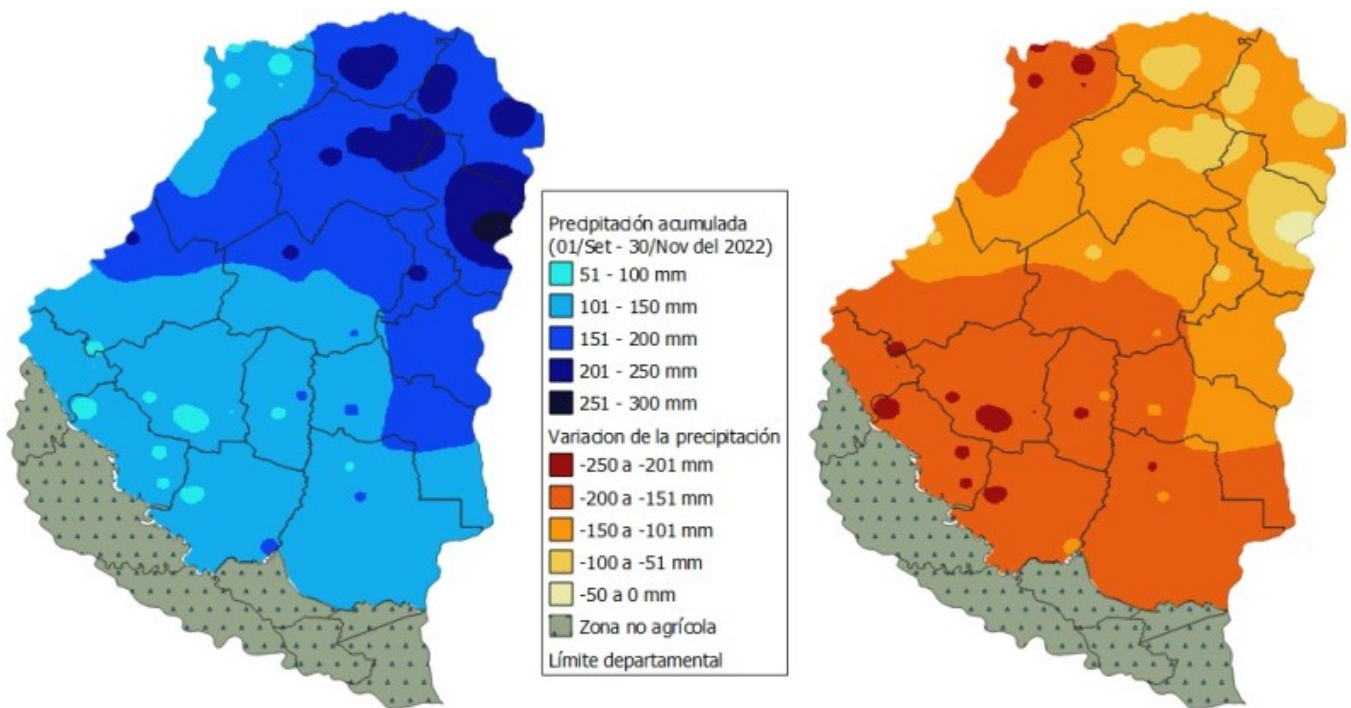 Precipitación acumulada
(01/Set - 30/Nov del 2022)
51 - 100 mm
101 - 150 mm
151 - 200 mm
201 - 250 mm
251 - 300 mm
Variacion de la precipitación
-250 a -201 mm
-200 a -151 mm
-150 a -101 mm
-100 a -51 mm
-50 a 0 mm
Zona no agrícola
Límite departamental